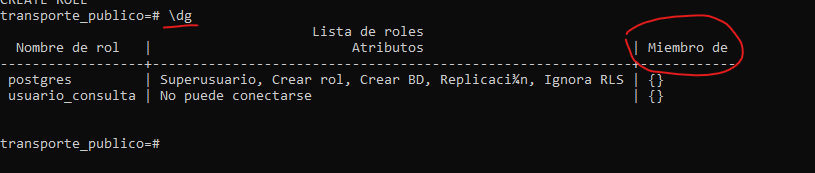 CREATE ROLE
transporte_publico=# \dg
Lista de roles
Nombre de rol | Atributos | Miembro de
-----------------+------------------------------------------------------------+------------
postgres | Superusuario, Crear rol, Crear BD, Replicaci¾n, Ignora RLS | {}
usuario_consulta | No puede conectarse | {}
transporte_publico=#